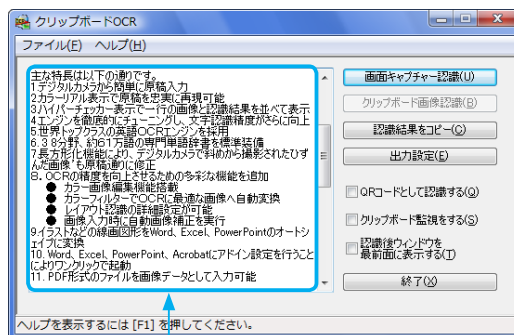 クリップボードOCR
ファイル(F) ヘルプ(H)
主な特長は以下の通りです。
1デジタルカメラから簡単に原稿入力
2カラーリアル表示で原稿を忠実に再現可能
3ハイパーチェッカー表示で一行の画像と認識結果を並べて表示
4エンジンを徹底的にチューニングし、文字認識精度がさらに向上
5世界トップクラスの英語OCRエンジンを採用
6.3 8分野、約61万語の専門単語辞書を標準装備
7長方形化機能により、デジタルカメラで斜めから撮影されたひず
んだ画像*も原稿通りに修正
8. OCRの精度を向上させるための多彩な機能を追加
● カラー画像編集機能搭載
● カラーフィルターでOCRに最適な画像へ自動変換
● レイアウト認識の詳細設定が可能
● 画像入力時に自動画像補正を実行
9イラストなどの線画図形をWord、Excel、PowerPointのオートシ
ェイプに変換
10. Word、Excel、PowerPoint、Acrobatにアドイン設定を行うこと
によりワンクリックで起動
11. PDF形式のファイルを画像データとして入力可能
画面キャプチャー認識(U)
クリップボード画像認識(B)
認識結果をコピー(C)
出力設定(E)
QRコードとして認識する(Q)
クリップボード監視をする(S)
認識後ウィンドウを
最前面に表示する(T)
終了(X)
ヘルプを表示するには [F1] を押してください。